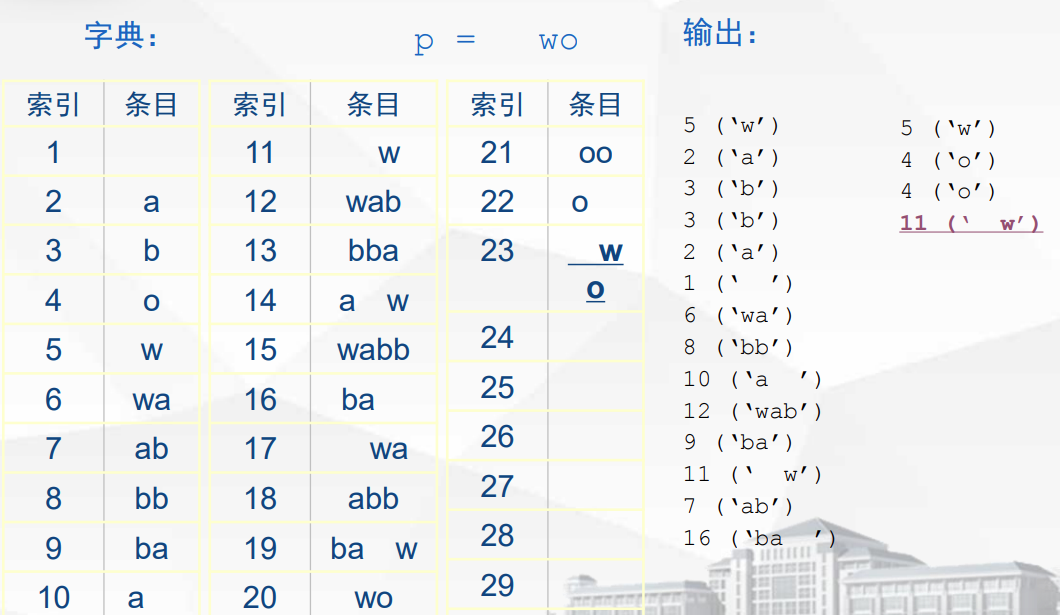 字典:
p = wo
输出:
索引 条目 索引 条目 索引 条目
1 11 w 21 oo
2 a 12 wab 22 o
3 b 13 bba 23 w
o
4 o 14 a w 24
5 w 15 wabb 25
6 wa 16 ba 26
7 ab 17 wa 27
8 bb 18 abb 28
9 ba 19 ba w 29
10 a 20 wo
5 (‘w’)
2 (‘a’)
3 (‘b’)
3 (‘b’)
2 (‘a’)
1 (‘ ’)
6 (‘wa’)
8 (‘bb’)
10 (‘a ’)
12 (‘wab’)
9 (‘ba’)
11 (‘ w’)
7 (‘ab’)
16 (‘ba ’)
5 (‘w’)
4 (‘o’)
4 (‘o’)
11 (‘ w’)